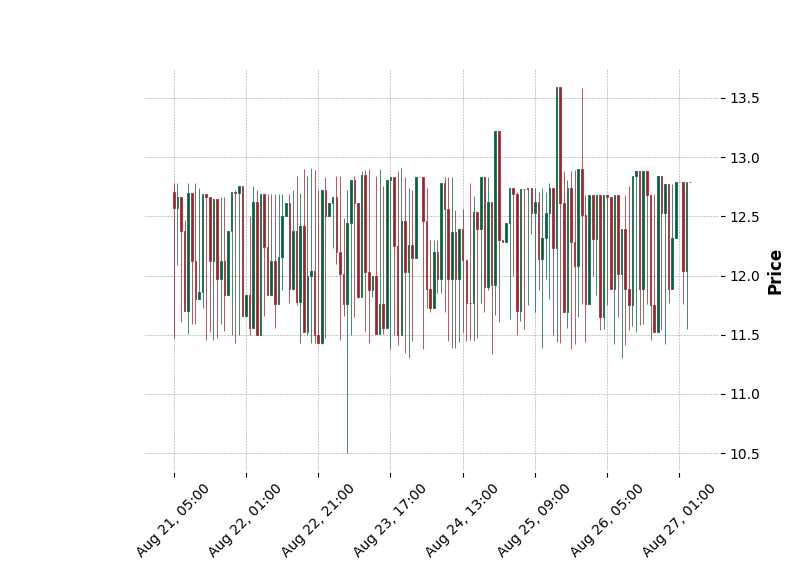 13.5
13.0
12.5
12.0
11.5
11.0
10.5
Price
Aug 21, 05:00
Aug 22, 01:00
Aug 22, 21:00
Aug 23, 17:00
Aug 24, 13:00
Aug 25, 09:00
Aug 26, 05:00
Aug 27, 01:00